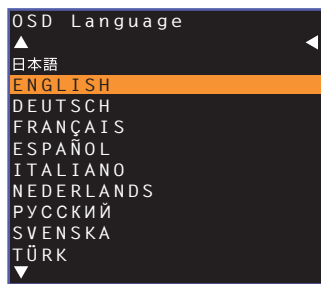 OSD Language
日本語
ENGLISH
DEUTSCH
FRANÇAIS
ESPAÑOL
ITALIANO
NEDERLANDS
РУССКИЙ
SVENSKA
TÜRK